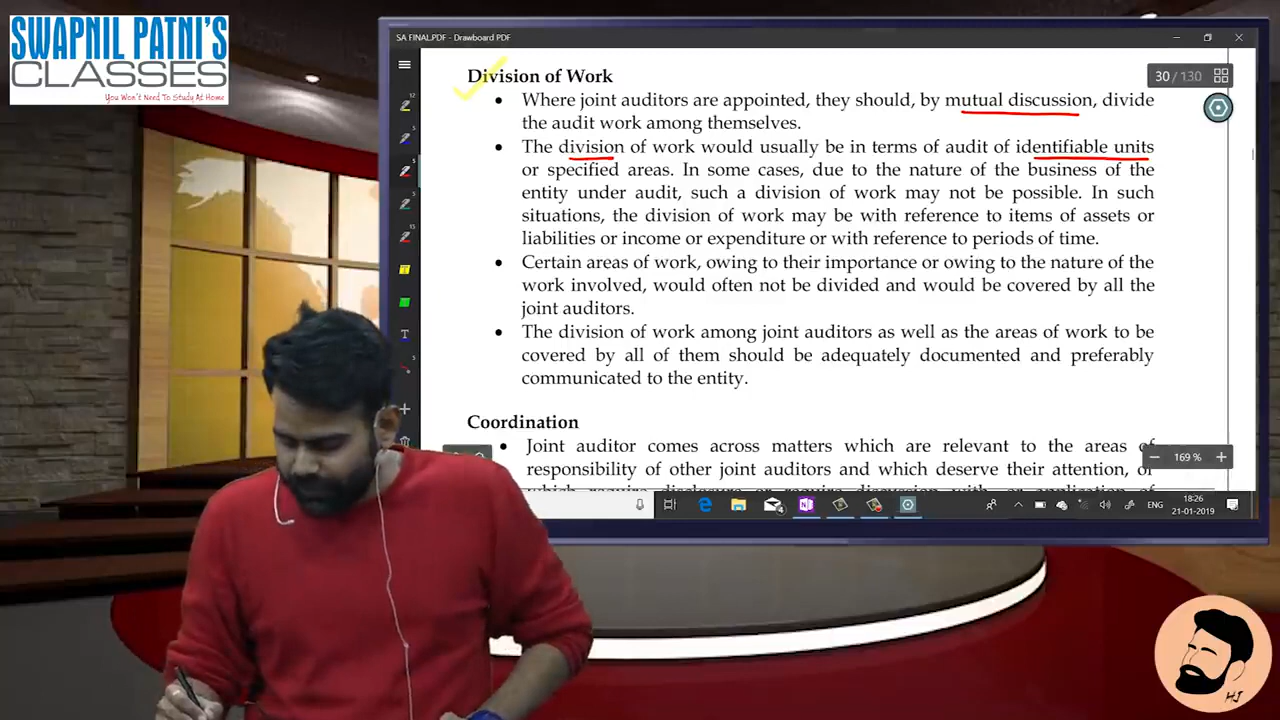 SWAPNIL PATNI'S
CLASSES
You Won't Need To Study At Home
SA FINAL.PDF - Drawboard PDF
30 / 130
Division of Work
• Where joint auditors are appointed, they should, by mutual discussion, divide
the audit work among themselves.
• The division of work would usually be in terms of audit of identifiable units
or specified areas. In some cases, due to the nature of the business of the
entity under audit, such a division of work may not be possible. In such
situations, the division of work may be with reference to items of assets or
liabilities or income or expenditure or with reference to periods of time.
• Certain areas of work, owing to their importance or owing to the nature of the
work involved, would often not be divided and would be covered by all the
joint auditors.
• The division of work among joint auditors as well as the areas of work to be
covered by all of them should be adequately documented and preferably
communicated to the entity.
Coordination
• Joint auditor comes across matters which are relevant to the areas of
responsibility of other joint auditors and which deserve their attention, or
169 %
ENG
18:26
21-01-2019
HJ